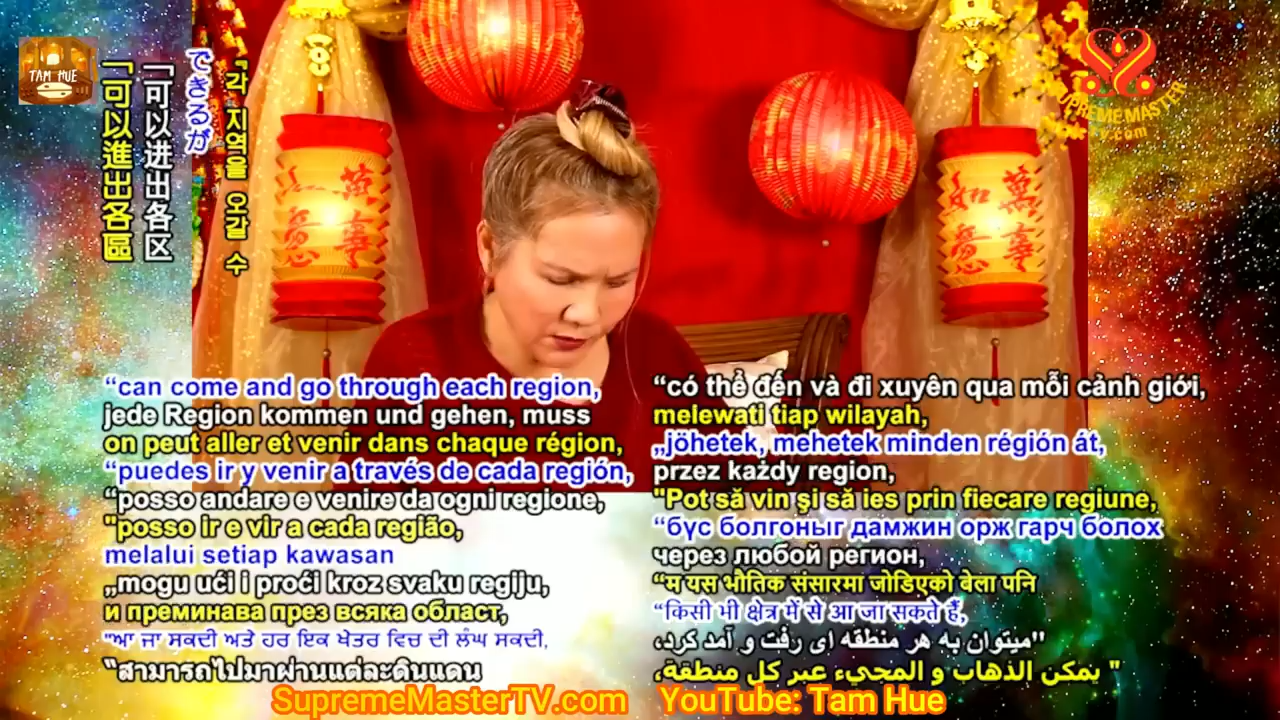 TAM HUE
「可以進出各區
「可以进出各区
できるが
"각 지역을 오갈 수
萬事
如意
萬事
如意
SUPREME MASTER
TV.com
“can come and go through each region,
jede Region kommen und gehen, muss
on peut aller et venir dans chaque région,
“puedes ir y venir a través de cada región,
“posso andare e venire da ogni regione,
"posso ir e vir a cada região,
melalui setiap kawasan
„mogu ući i proći kroz svaku regiju,
и преминава през всяка област,
"ਆ ਜਾ ਸਕਦੀ ਅਤੇ ਹਰ ਇਕ ਖੇਤਰ ਵਿਚ ਦੀ ਲੰਘ ਸਕਦੀ,
“สามารถไปมาผ่านแต่ละดินแดน
“có thể đến và đi xuyên qua mỗi cảnh giới,
melewati tiap wilayah,
„jöhetek, mehetek minden région át,
przez każdy region,
"Pot să vin şi să ies prin fiecare regiune,
“бүс болгоныг дамжин орж гарч болох
через любой регион,
“म यस भौतिक संसारमा जोडिएको बेला पनि
“किसी भी क्षेत्र में से आ जा सकते हैं,
"میتوان به هر منطقه ای رفت و آمد کرد،
" يمكن الذهاب و المجيء عبر كل منطقة،
SupremeMasterTV.com YouTube: Tam Hue